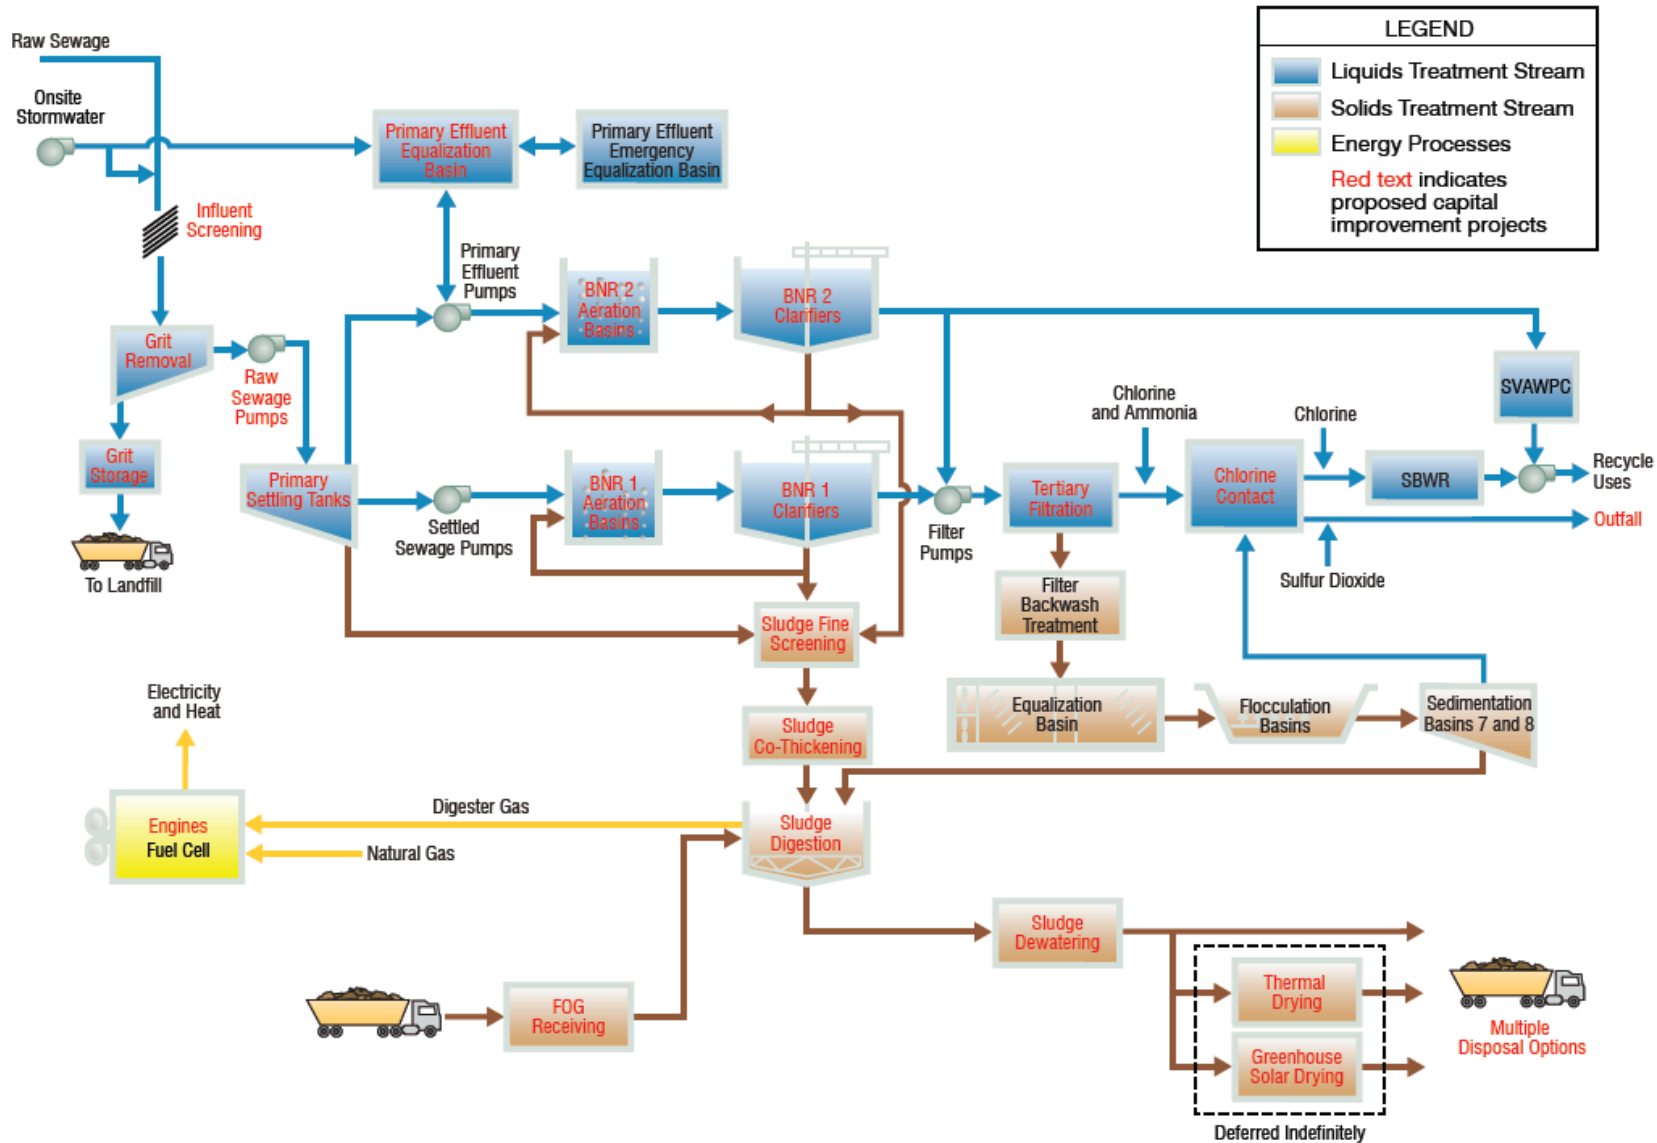 Raw Sewage
Onsite
Stormwater
Influent
Screening
Grit
Removal
Raw
Sewage
Pumps
Grit
Storage
To Landfill
Primary
Settling Tanks
Primary Effluent
Equalization
Basin
Primary Effluent
Emergency
Equalization Basin
Primary
Effluent
Pumps
BNR 2
Aeration
Basins
BNR 2
Clarifiers
Settled
Sewage Pumps
BNR 1
Aeration
Basins
BNR 1
Clarifiers
Filter
Pumps
Tertiary
Filtration
Chlorine
and Ammonia
Chlorine
Contact
Chlorine
SBWR
SVAWPC
Recycle
Uses
Outfall
Sulfur Dioxide
Filter
Backwash
Treatment
Equalization
Basin
Flocculation
Basins
Sedimentation
Basins 7 and 8
Sludge Fine
Screening
Sludge
Co-Thickening
Sludge
Digestion
Digester Gas
Natural Gas
Electricity
and Heat
Engines
Fuel Cell
FOG
Receiving
Sludge
Dewatering
Thermal
Drying
Greenhouse
Solar Drying
Deferred Indefinitely
Multiple
Disposal Options
LEGEND
Liquids Treatment Stream
Solids Treatment Stream
Energy Processes
Red text indicates
proposed capital
improvement projects